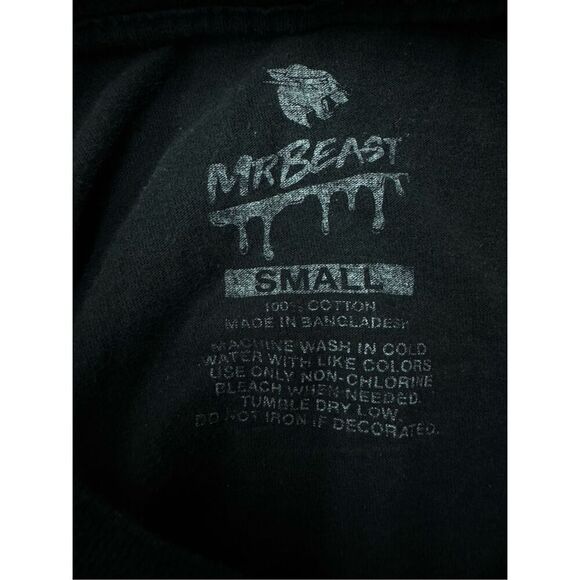 MRBEAST
SMALL
100% COTTON
MADE IN BANGLADESH
MACHINE WASH IN COLD
WATER WITH LIKE COLORS.
USE ONLY NON-CHLORINE
BLEACH WHEN NEEDED.
TUMBLE DRY LOW.
DO NOT IRON IF DECORATED.